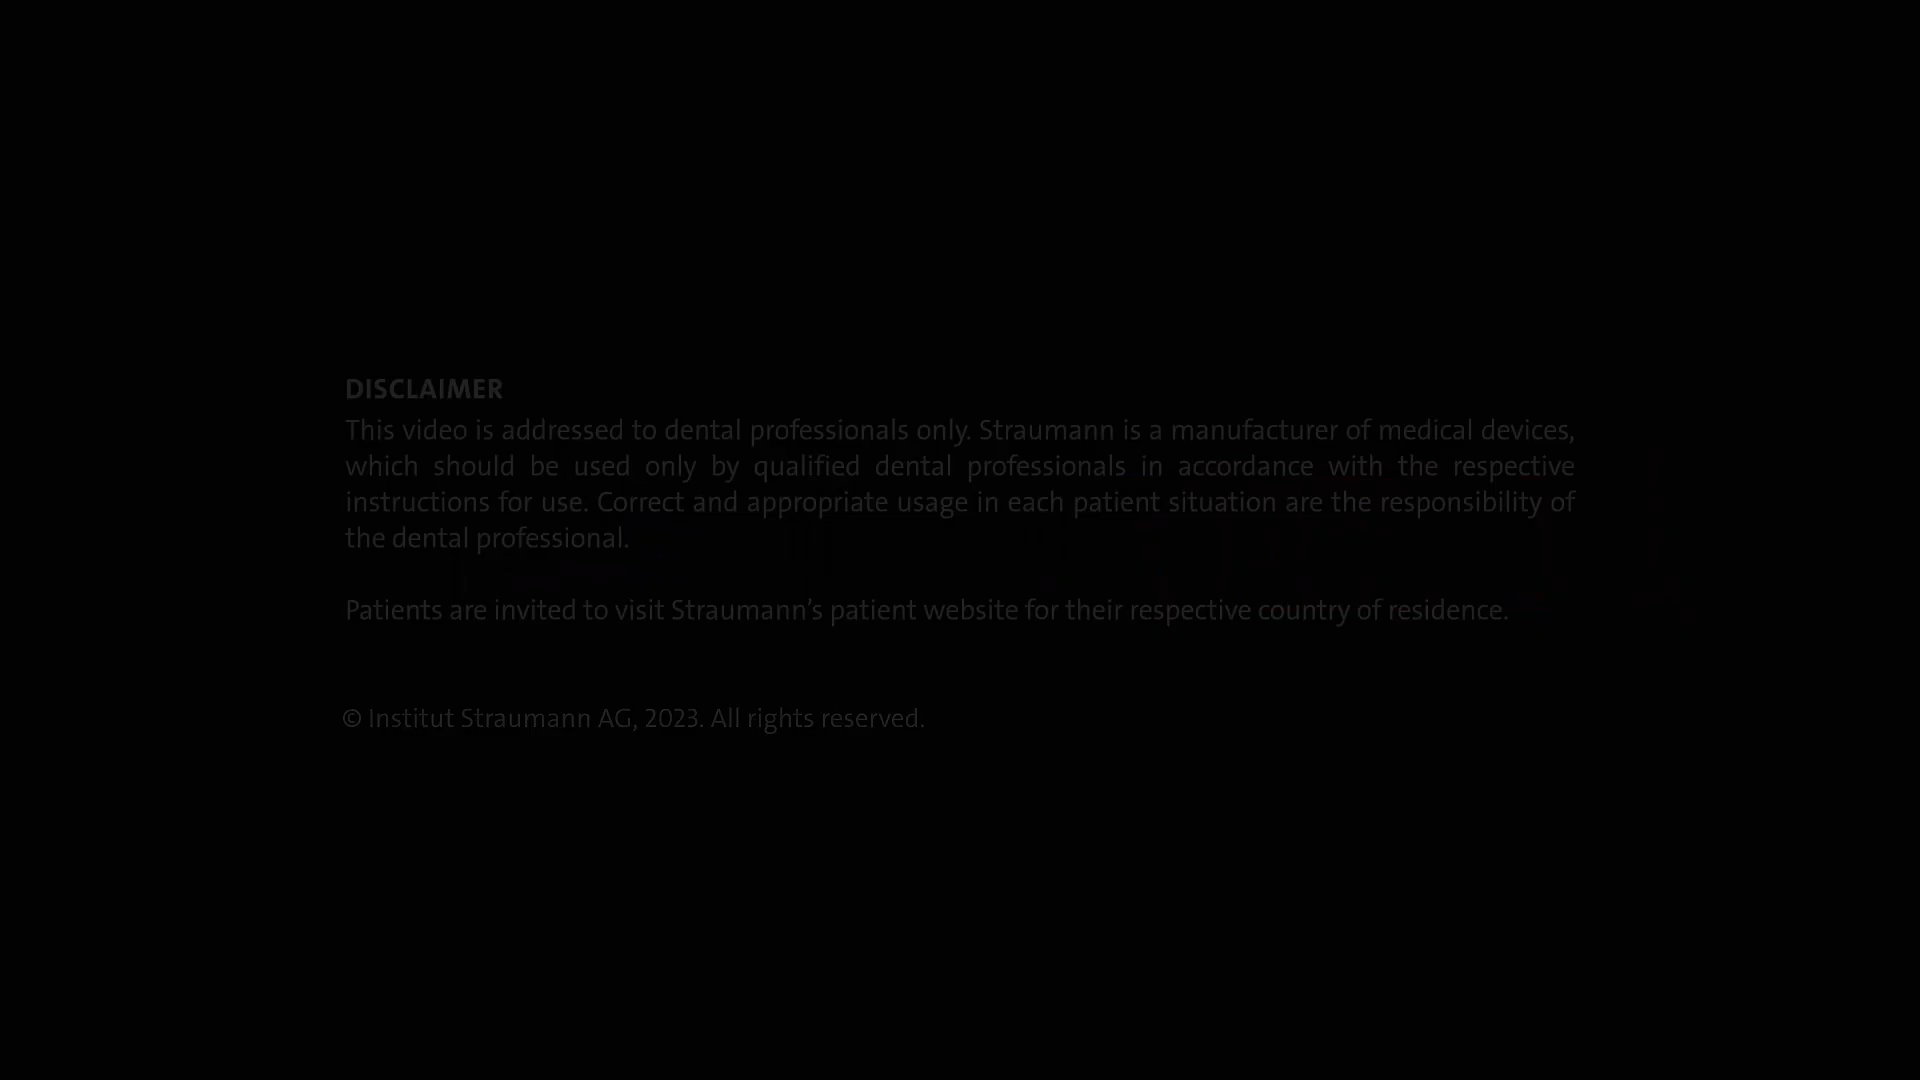 DISCLAIMER
This video is addressed to dental professionals only. Straumann is a manufacturer of medical devices,
which should be used only by qualified dental professionals in accordance with the respective
instructions for use. Correct and appropriate usage in each patient situation are the responsibility of
the dental professional.
Patients are invited to visit Straumann’s patient website for their respective country of residence.
© Institut Straumann AG, 2023. All rights reserved.